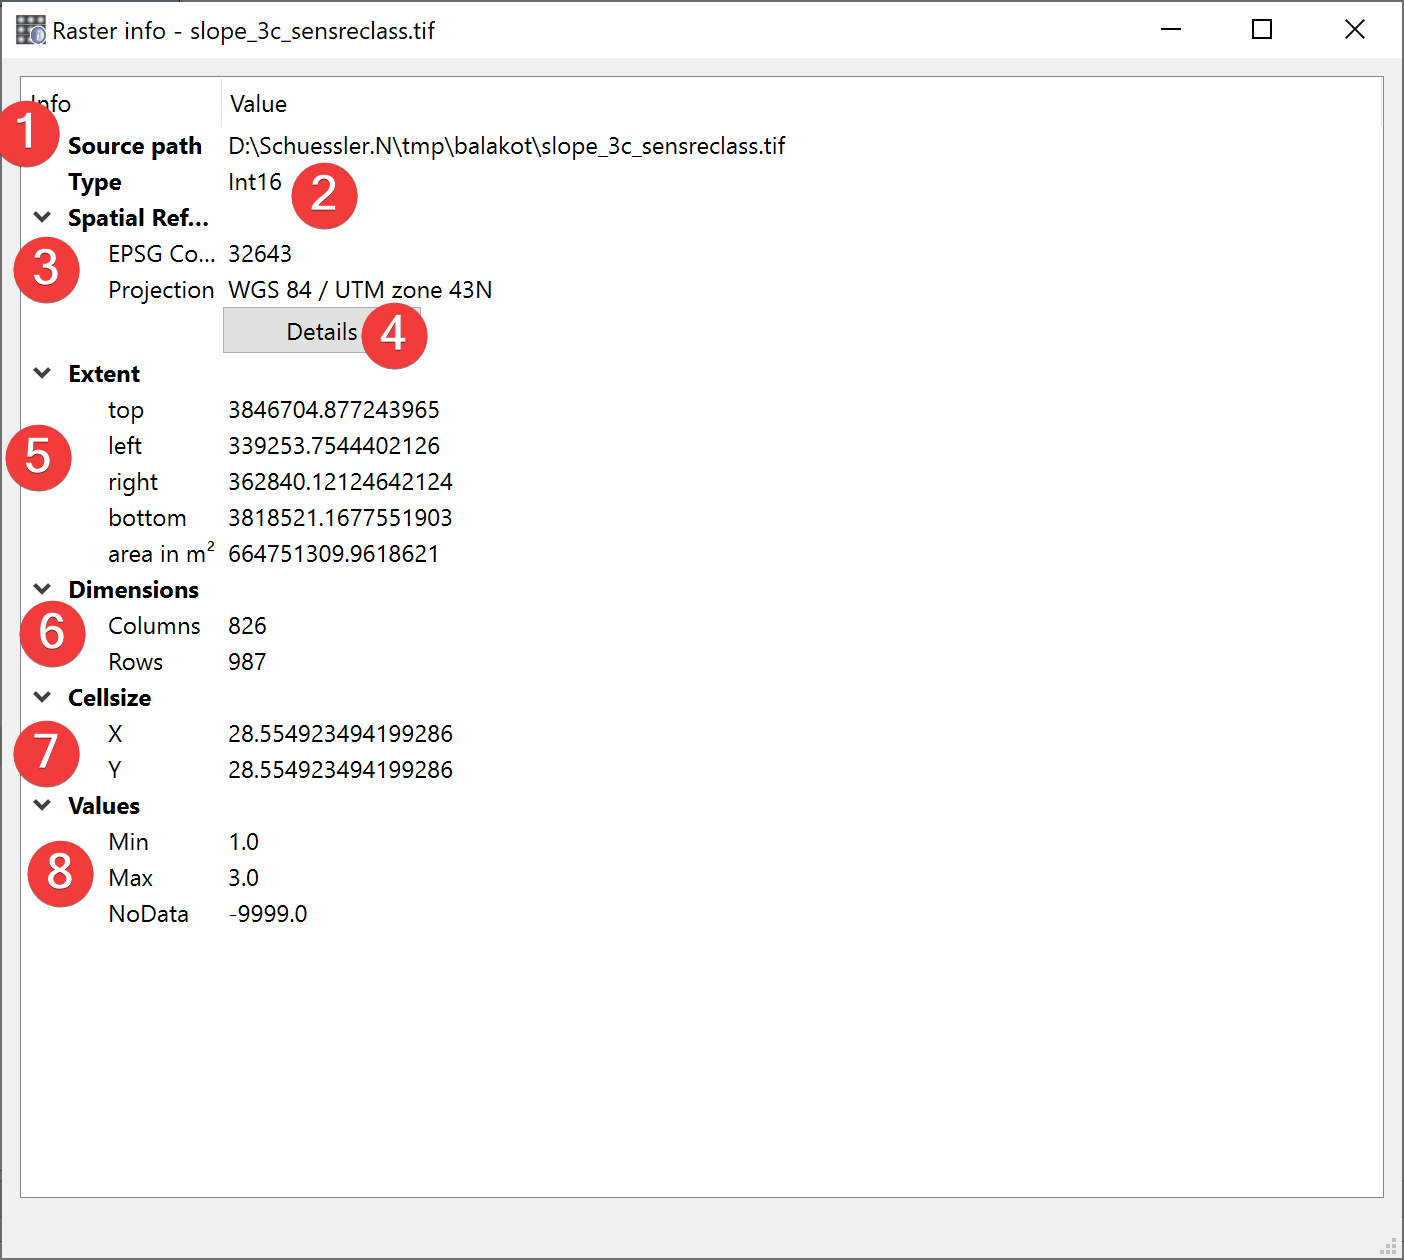 Raster info - slope_3c_sensreclass.tif
Info Value
1
Source path D:\Schuessler.N\tmp\balakot\slope_3c_sensreclass.tif
Type Int16 2
Spatial Ref...
3 EPSG Co... 32643
Projection WGS 84 / UTM zone 43N
Details 4
Extent
top 3846704.877243965
5 left 339253.7544402126
right 362840.12124642124
bottom 3818521.1677551903
area in m² 664751309.9618621
Dimensions
6 Columns 826
Rows 987
Cellsize
7 X 28.554923494199286
Y 28.554923494199286
Values
Min 1.0
8 Max 3.0
NoData -9999.0